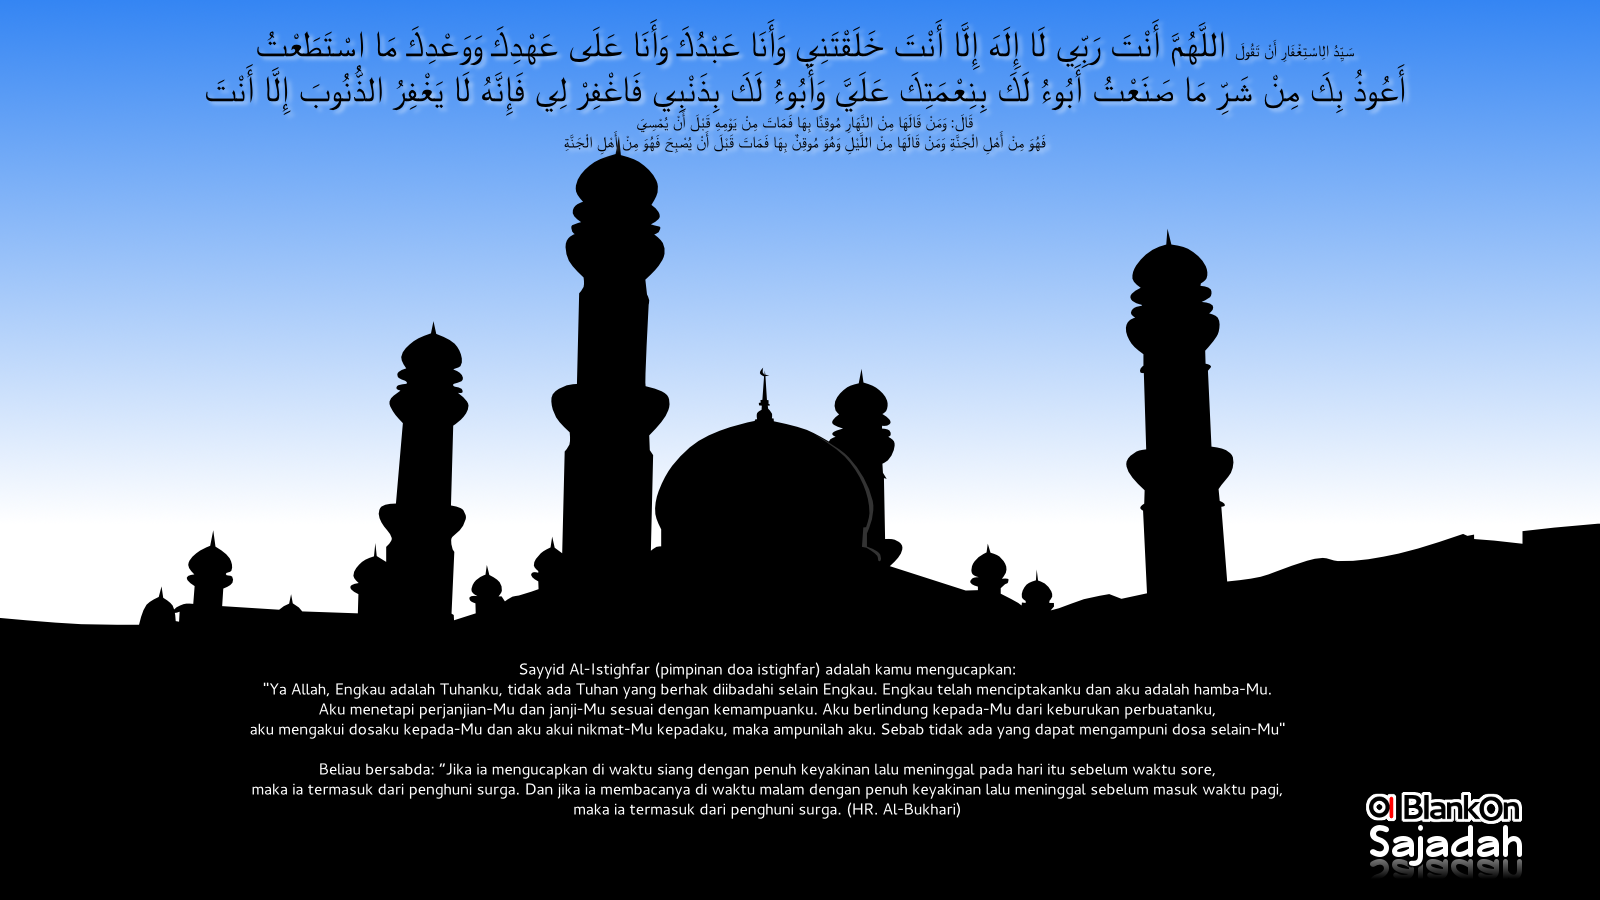 سَيِّدُ الِاسْتِغْفَارِ أَنْ تَقُولَ اللَّهُمَّ أَنْتَ رَبِّي لَا إِلَهَ إِلَّا أَنْتَ خَلَقْتَنِي وَأَنَا عَبْدُكَ وَأَنَا عَلَى عَهْدِكَ وَوَعْدِكَ مَا اسْتَطَعْتُ
أَعُوذُ بِكَ مِنْ شَرِّ مَا صَنَعْتُ أَبُوءُ لَكَ بِنِعْمَتِكَ عَلَيَّ وَأَبُوءُ لَكَ بِذَنْبِي فَاغْفِرْ لِي فَإِنَّهُ لَا يَغْفِرُ الذُّنُوبَ إِلَّا أَنْتَ
قَالَ: وَمَنْ قَالَهَا مِنْ النَّهَارِ مُوقِنًا بِهَا فَمَاتَ مِنْ يَوْمِهِ قَبْلَ أَنْ يُمْسِيَ
فَهُوَ مِنْ أَهْلِ الْجَنَّةِ وَمَنْ قَالَهَا مِنْ اللَّيْلِ وَهُوَ مُوقِنٌ بِهَا فَمَاتَ قَبْلَ أَنْ يُصْبِحَ فَهُوَ مِنْ أَهْلِ الْجَنَّةِ
Sayyid Al-Istighfar (pimpinan doa istighfar) adalah kamu mengucapkan:
"Ya Allah, Engkau adalah Tuhanku, tidak ada Tuhan yang berhak diibadahi selain Engkau. Engkau telah menciptakanku dan aku adalah hamba-Mu.
Aku menetapi perjanjian-Mu dan janji-Mu sesuai dengan kemampuanku. Aku berlindung kepada-Mu dari keburukan perbuatanku,
aku mengakui dosaku kepada-Mu dan aku akui nikmat-Mu kepadaku, maka ampunilah aku. Sebab tidak ada yang dapat mengampuni dosa selain-Mu"
Beliau bersabda: “Jika ia mengucapkan di waktu siang dengan penuh keyakinan lalu meninggal pada hari itu sebelum waktu sore,
maka ia termasuk dari penghuni surga. Dan jika ia membacanya di waktu malam dengan penuh keyakinan lalu meninggal sebelum masuk waktu pagi,
maka ia termasuk dari penghuni surga. (HR. Al-Bukhari)
BlankOn
Sajadah